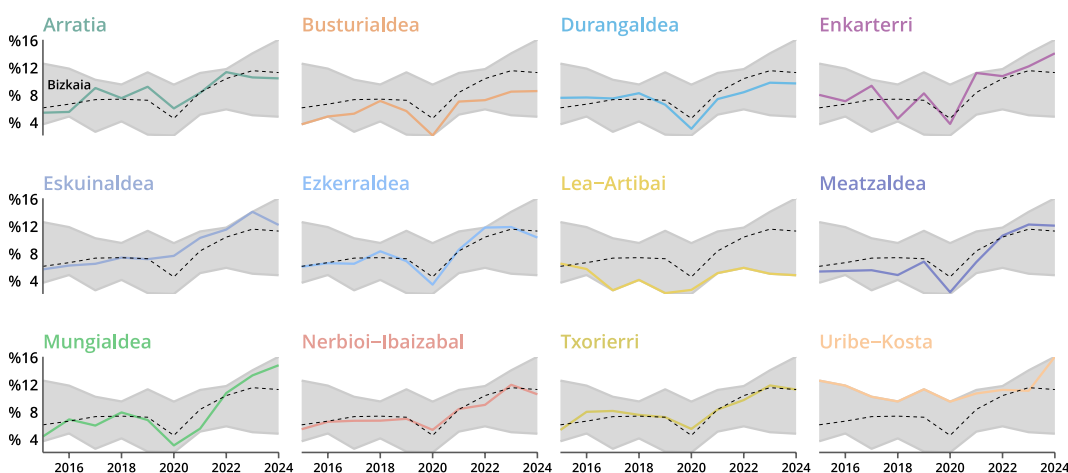 Arratia Busturialdea Durangaldea Enkarterri
%16
%12
Bizkaia
% 8
% 4
Eskuinaldea Ezkerraldea Lea–Artibai Meatzaldea
%16
%12
% 8
% 4
Mungialdea Nerbioi–Ibaizabal Txorierri Uribe–Kosta
%16
%12
% 8
% 4
2016 2018 2020 2022 2024 2016 2018 2020 2022 2024 2016 2018 2020 2022 2024 2016 2018 2020 2022 2024